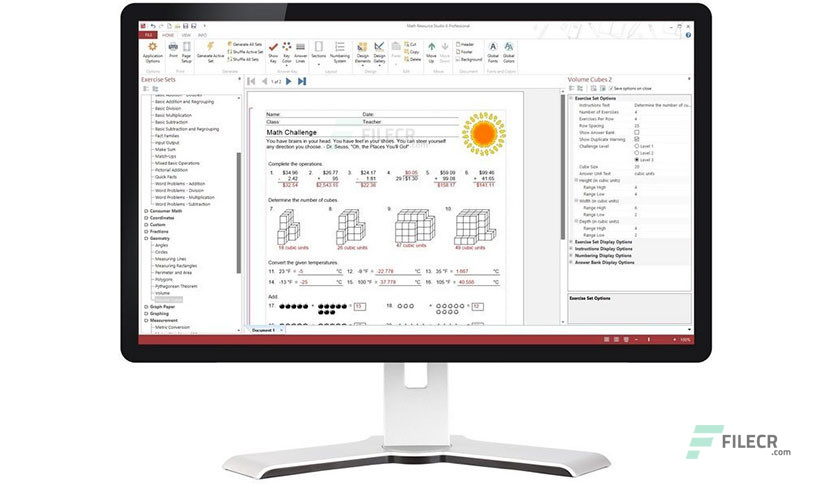 Math Resource Studio 6 Professional
FILE HOME VIEW INFO
Application Options
Print
Page Setup
Generate Active Set
Generate All Sets
Shuffle Active Set
Shuffle All Sets
Show Key
Key Color
Answer Lines
Sections
Numbering System
Design Elements
Design Gallery
Paste
Cut
Copy
Delete
Move Up
Move Down
Header
Footer
Background
Global Fonts
Global Colors
Options Print Generate Answer Key Layout Design Edit Fonts and Colors
Exercise Sets
Basic Addition and Regrouping
Basic Division
Basic Multiplication
Basic Subtraction
Basic Subtraction and Regrouping
Fact Families
Input Output
Make Sum
Match-Ups
Mixed Basic Operations
Pictorial Addition
Quick Facts
Word Problems - Addition
Word Problems - Division
Word Problems - Multiplication
Word Problems - Subtraction
Consumer Math
Coordinates
Custom
Fractions
Geometry
Angles
Circles
Measuring Lines
Measuring Rectangles
Perimeter and Area
Polygons
Pythagorean Theorem
Volume
Graph Paper
Graphing
Measurement
Metric Conversion
1 of 2
Name: Date:
Class: Teacher:
FILECR
Math Challenge
You have brains in your head. You have feet in your shoes. You can steer yourself
any direction you choose. - Dr. Seuss, "Oh, the Places You'll Go!"
Complete the operations.
1. $34.96 2. $26.77 3. $24.17 4. $0.05 5. $59.09 6. $99.46
- 2.42 × 95 - 1.81 29 $1.30 + 99.08 + 41.65
$32.54 $2,543.15 $22.36 $158.17 $141.11
Determine the number of cubes.
7. 8. 9. 10.
18 cubic units 26 cubic units 47 cubic units 49 cubic units
Convert the given temperatures.
11. 23 °F = -5 °C 12. -9 °F = -22.778 °C 13. 35 °F = 1.667 °C
14. -13 °F = -25 °C 15. 100 °F = 37.778 °C 16. 105 °F = 40.556 °C
Add.
17. + = 13 18. + = 12
Document 1
Volume Cubes 2
Save options on close
Exercise Set Options
Instructions Text Determine the number of cu...
Number of Exercises 4
Exercises Per Row 4
Row Spacing 20
Show Answer Bank
Show Duplicate Warning
Challenge Level Level 1
Level 2
Level 3
Cube Size 20
Answer Unit Text cubic units
Height (in cubic units)
Range High 4
Range Low 4
Width (in cubic units)
Range High 6
Range Low 2
Depth (in cubic units)
Range High 4
Range Low 2
Exercise Set Display Options
Instructions Display Options
Numbering Display Options
Answer Bank Display Options
Exercise Set Options
100%
FILECR
.com